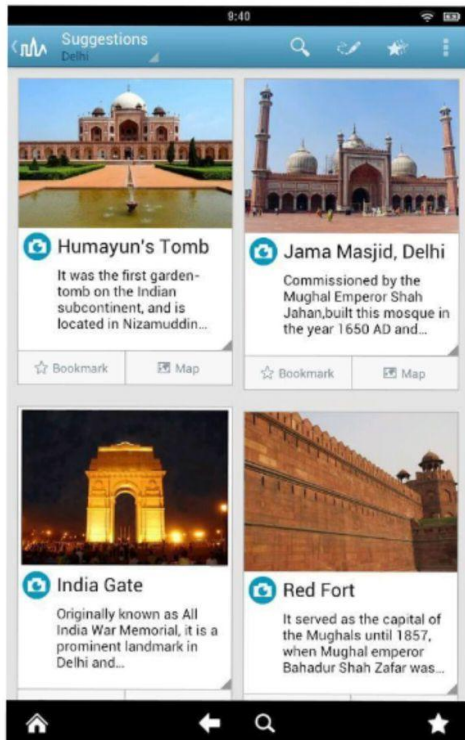 9:40
Suggestions
Delhi
Humayun's Tomb
It was the first garden-
tomb on the Indian
subcontinent, and is
located in Nizamuddin...
Bookmark
Map
Jama Masjid, Delhi
Commissioned by the
Mughal Emperor Shah
Jahan,built this mosque in
the year 1650 AD and...
Bookmark
Map
India Gate
Originally known as All
India War Memorial, it is a
prominent landmark in
Delhi and...
Red Fort
It served as the capital of
the Mughals until 1857,
when Mughal emperor
Bahadur Shah Zafar was...